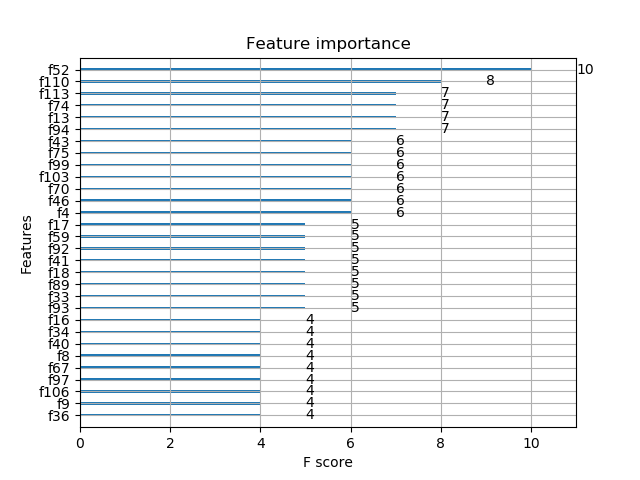 Feature importance
f52 10
f110 8
f113 7
f74 7
f13 7
f94 7
f43 6
f75 6
f99 6
f103 6
f70 6
f46 6
f4 6
f17 5
f59 5
f92 5
f41 5
f18 5
f89 5
f33 5
f93 5
f16 4
f34 4
f40 4
f8 4
f67 4
f97 4
f106 4
f9 4
f36 4
Features
0 2 4 6 8 10
F score